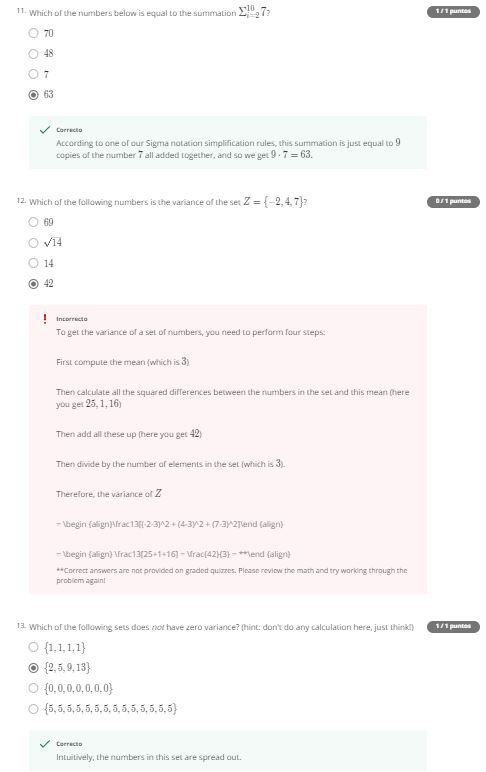 11. Which of the numbers below is equal to the summation Σ_{i=2}^{10} 7?
1 / 1 puntos
70
48
7
63
Correcto
According to one of our Sigma notation simplification rules, this summation is just equal to 9
copies of the number 7 all added together, and so we get 9 · 7 = 63.
12. Which of the following numbers is the variance of the set Z = {−2, 4, 7}?
0 / 1 puntos
69
√14
14
42
Incorrecto
To get the variance of a set of numbers, you need to perform four steps:
First compute the mean (which is 3)
Then calculate all the squared differences between the numbers in the set and this mean (here
you get 25, 1, 16)
Then add all these up (here you get 42)
Then divide by the number of elements in the set (which is 3).
Therefore, the variance of Z
= \begin {align}\frac13[(-2-3)^2 + (4-3)^2 + (7-3)^2]\end {align}
= \begin {align} \frac13[25+1+16] = \frac{42}{3} = **\end {align}
**Correct answers are not provided on graded quizzes. Please review the math and try working through the
problem again!
13. Which of the following sets does not have zero variance? (hint: don't do any calculation here, just think!)
1 / 1 puntos
{1, 1, 1, 1}
{2, 5, 9, 13}
{0, 0, 0, 0, 0, 0, 0}
{5, 5, 5, 5, 5, 5, 5, 5, 5, 5, 5, 5, 5, 5}
Correcto
Intuitively, the numbers in this set are spread out.